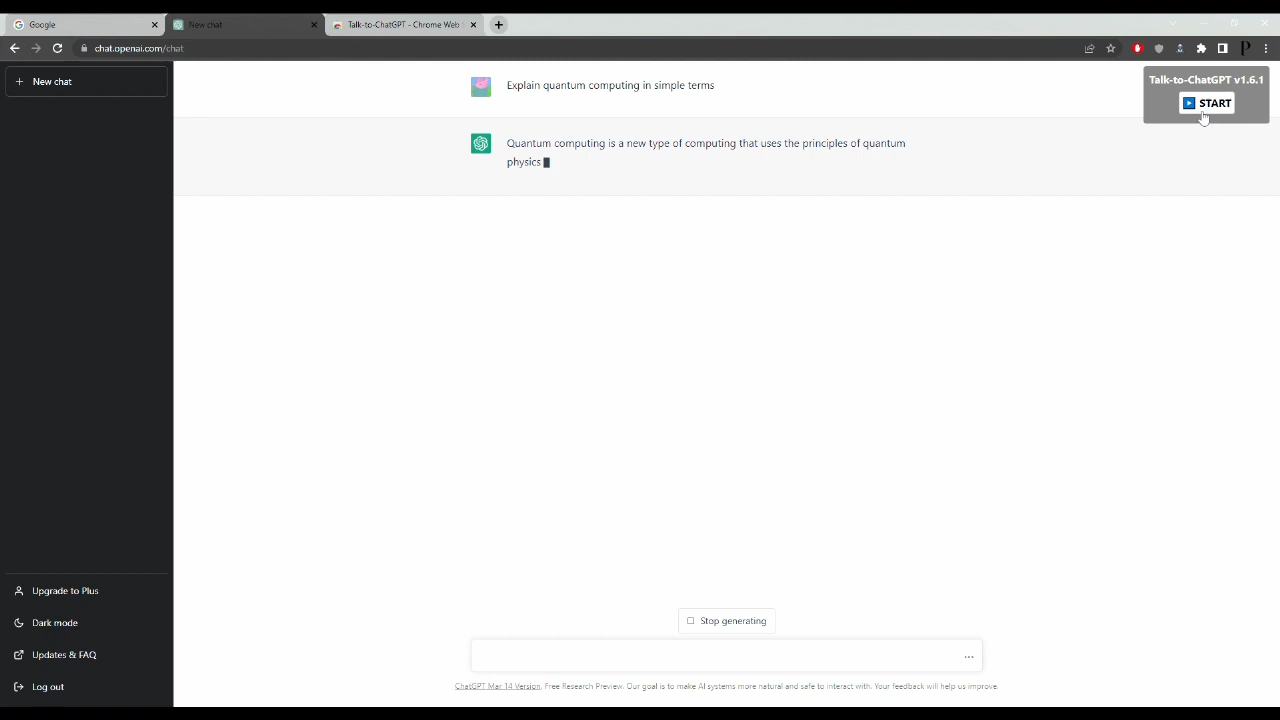 Google
New chat
Talk-to-ChatGPT - Chrome Web
chat.openai.com/chat
New chat
Explain quantum computing in simple terms
Talk-to-ChatGPT v1.6.1
START
Quantum computing is a new type of computing that uses the principles of quantum
physics
Stop generating
Upgrade to Plus
Dark mode
Updates & FAQ
Log out
ChatGPT Mar 14 Version. Free Research Preview. Our goal is to make AI systems more natural and safe to interact with. Your feedback will help us improve.